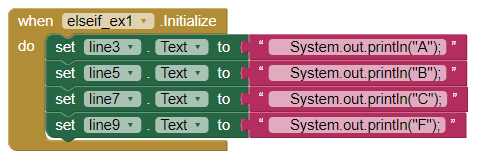 when elseif_ex1 .Initialize
do set line3 . Text to " System.out.println("A"); "
set line5 . Text to " System.out.println("B"); "
set line7 . Text to " System.out.println("C"); "
set line9 . Text to " System.out.println("F"); "